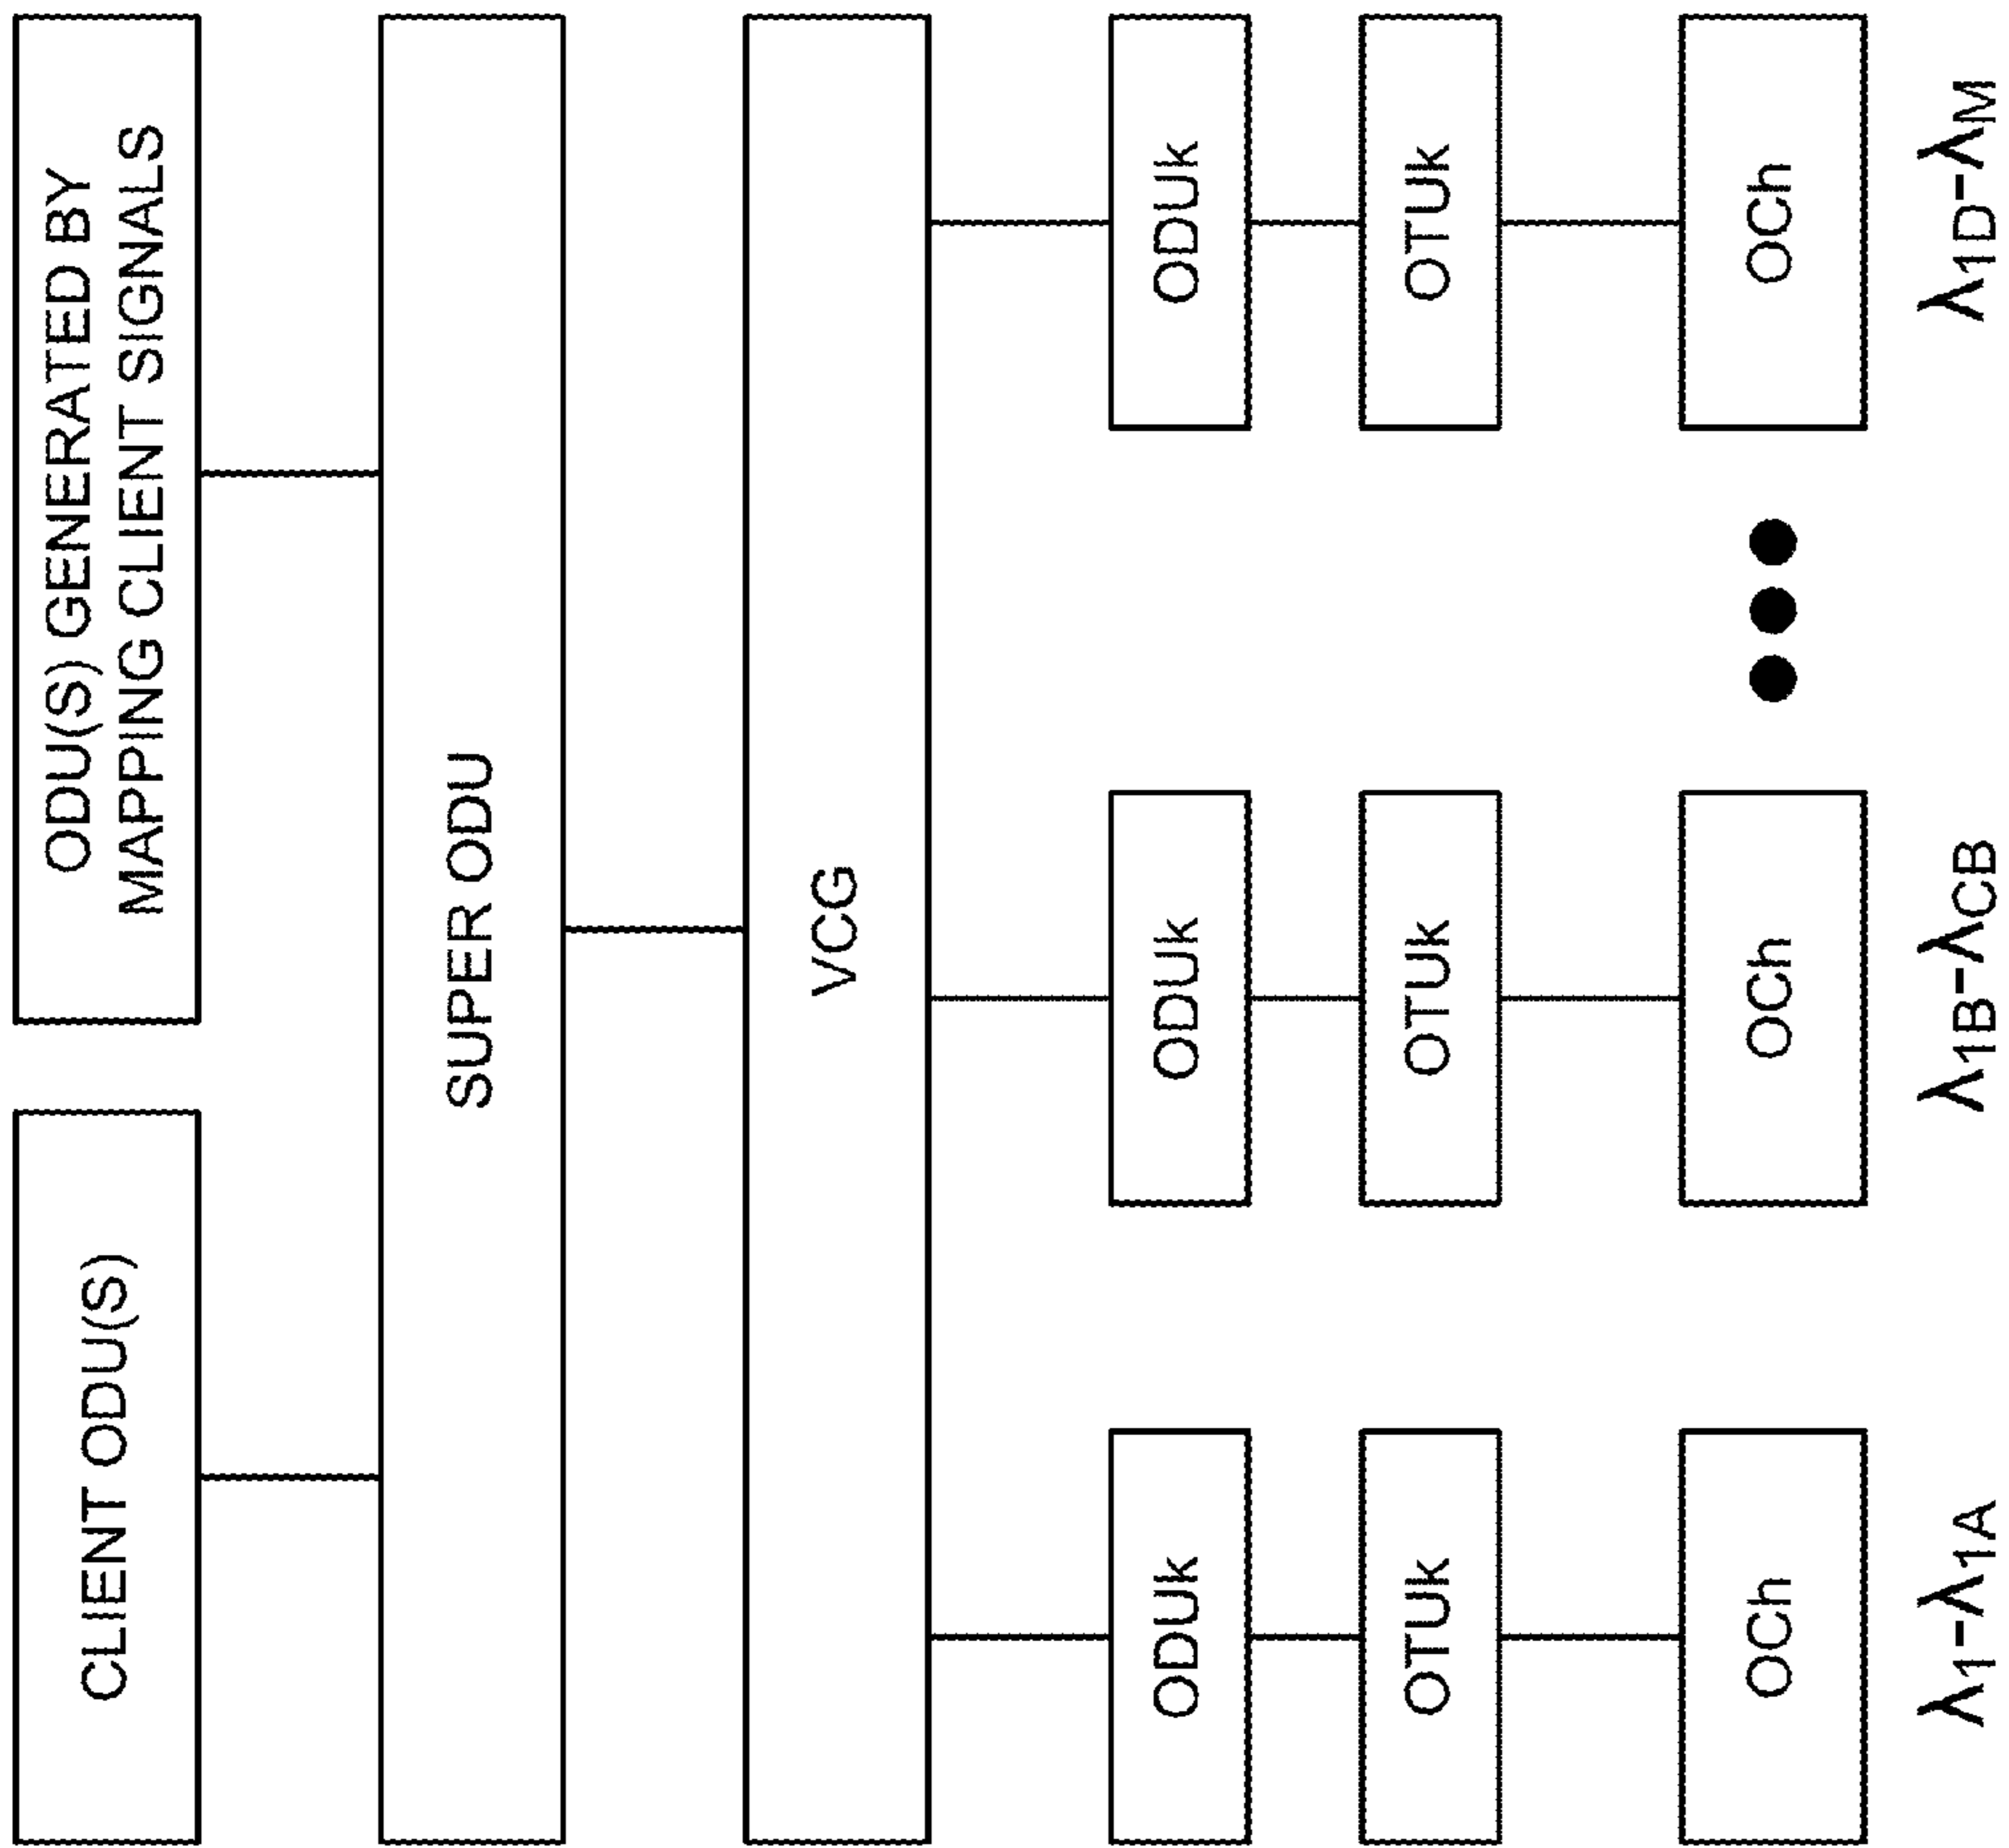 CLIENT ODU(S)
ODU(S) GENERATED BY
MAPPING CLIENT SIGNALS
SUPER ODU
VCG
ODUk
ODUk
ODUk
OTUk
OTUk
OTUk
OCh
OCh
OCh
λ1-λ1A
λ1B-λCB
λ1D-λM